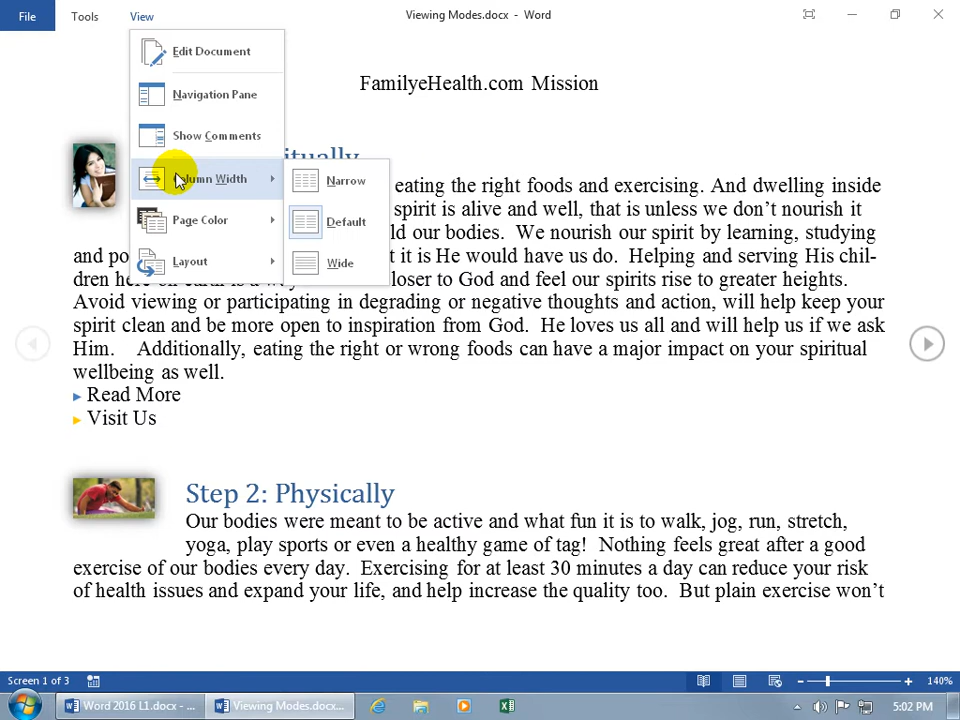 File Tools View Viewing Modes.docx - Word
Edit Document
Navigation Pane
Show Comments
Column Width
Page Color
Layout
Narrow
Default
Wide
FamilyeHealth.com Mission
itually
eating the right foods and exercising. And dwelling inside
spirit is alive and well, that is unless we don't nourish it
ld our bodies. We nourish our spirit by learning, studying
and po t it is He would have us do. Helping and serving His chil-
dren here on earth is a way closer to God and feel our spirits rise to greater heights.
Avoid viewing or participating in degrading or negative thoughts and action, will help keep your
spirit clean and be more open to inspiration from God. He loves us all and will help us if we ask
Him. Additionally, eating the right or wrong foods can have a major impact on your spiritual
wellbeing as well.
Read More
Visit Us
Step 2: Physically
Our bodies were meant to be active and what fun it is to walk, jog, run, stretch,
yoga, play sports or even a healthy game of tag! Nothing feels great after a good
exercise of our bodies every day. Exercising for at least 30 minutes a day can reduce your risk
of health issues and expand your life, and help increase the quality too. But plain exercise won't
Screen 1 of 3 140%
Word 2016 L1.docx - ... Viewing Modes.docx... 5:02 PM